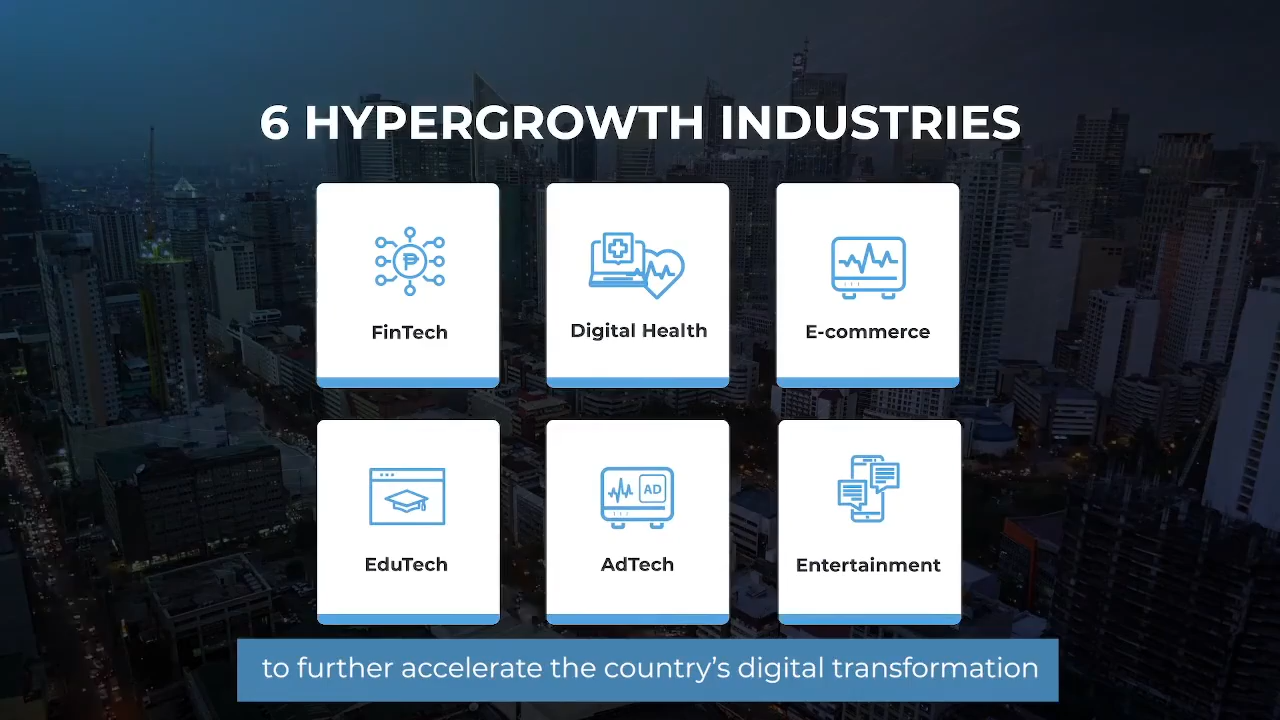 6 HYPERGROWTH INDUSTRIES
₱
FinTech
Digital Health
E-commerce
EduTech
AD
AdTech
Entertainment
to further accelerate the country’s digital transformation